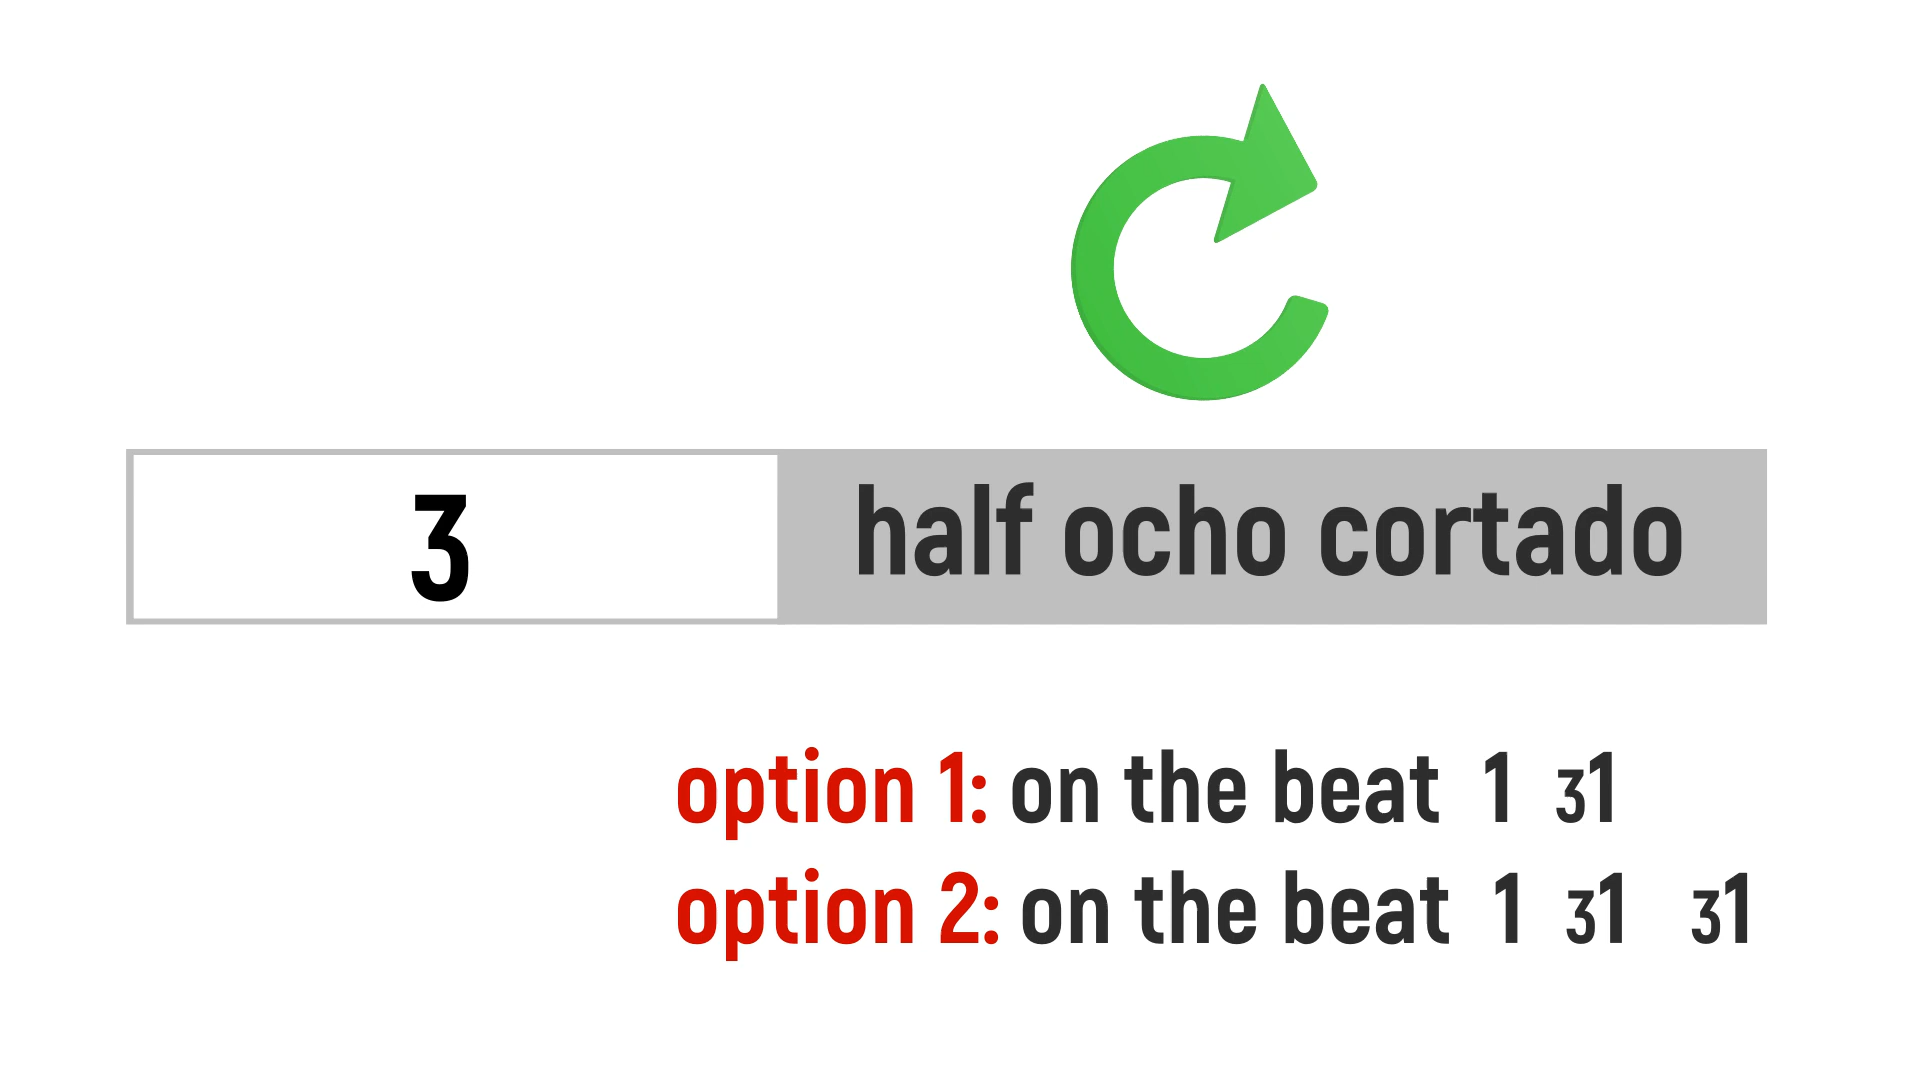 3 half ocho cortado
option 1: on the beat 1 31
option 2: on the beat 1 31 31